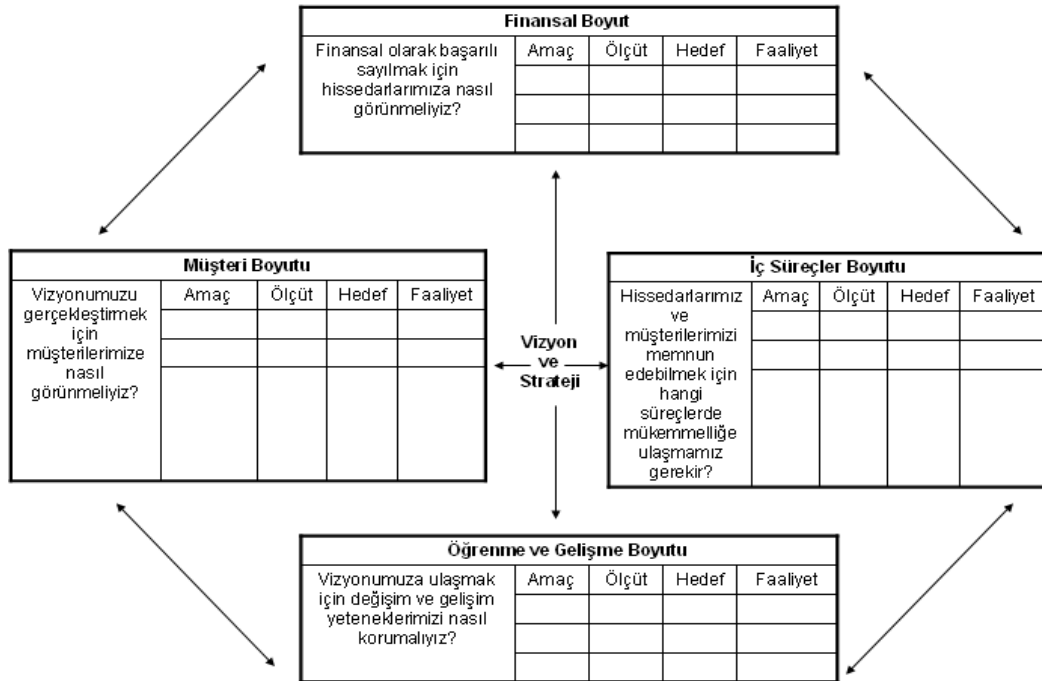 Finansal Boyut
Finansal olarak başarılı
sayılmak için
hissedarlarımıza nasıl
görünmeliyiz?
Amaç Ölçüt Hedef Faaliyet
Müşteri Boyutu
Vizyonumuzu
gerçekleştirmek
için
müşterilerimize
nasıl
görünmeliyiz?
Amaç Ölçüt Hedef Faaliyet
Vizyon
ve
Strateji
İç Süreçler Boyutu
Hissedarlarımız
ve
müşterilerimizi
memnun
edebilmek için
hangi
süreçlerde
mükemmelliğe
ulaşmamız
gerekir?
Amaç Ölçüt Hedef Faaliyet
Öğrenme ve Gelişme Boyutu
Vizyonumuza ulaşmak
için değişim ve gelişim
yeteneklerimizi nasıl
korumalıyız?
Amaç Ölçüt Hedef Faaliyet